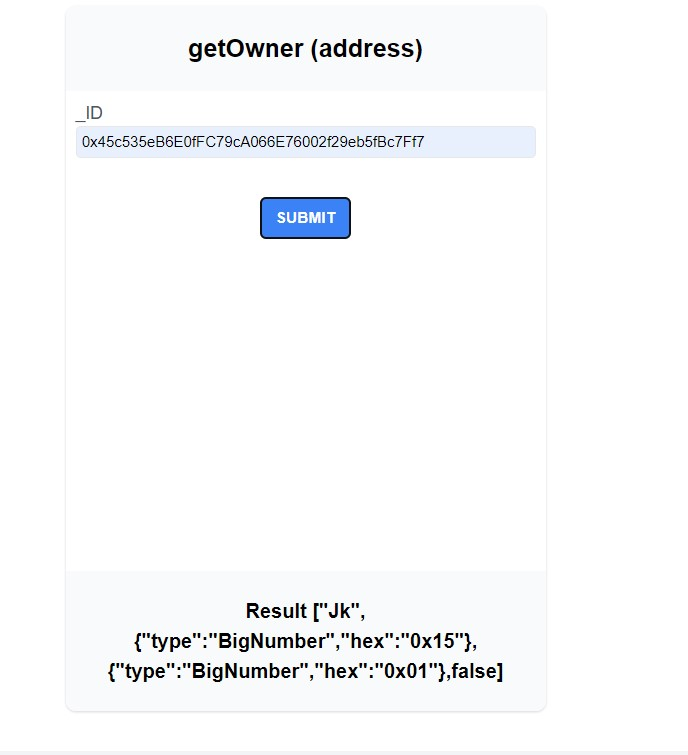 getOwner (address)
_ID
0x45c535eB6E0fFC79cA066E76002f29eb5fBc7Ff7
SUBMIT
Result ["Jk",
{"type":"BigNumber","hex":"0x15"},
{"type":"BigNumber","hex":"0x01"},false]